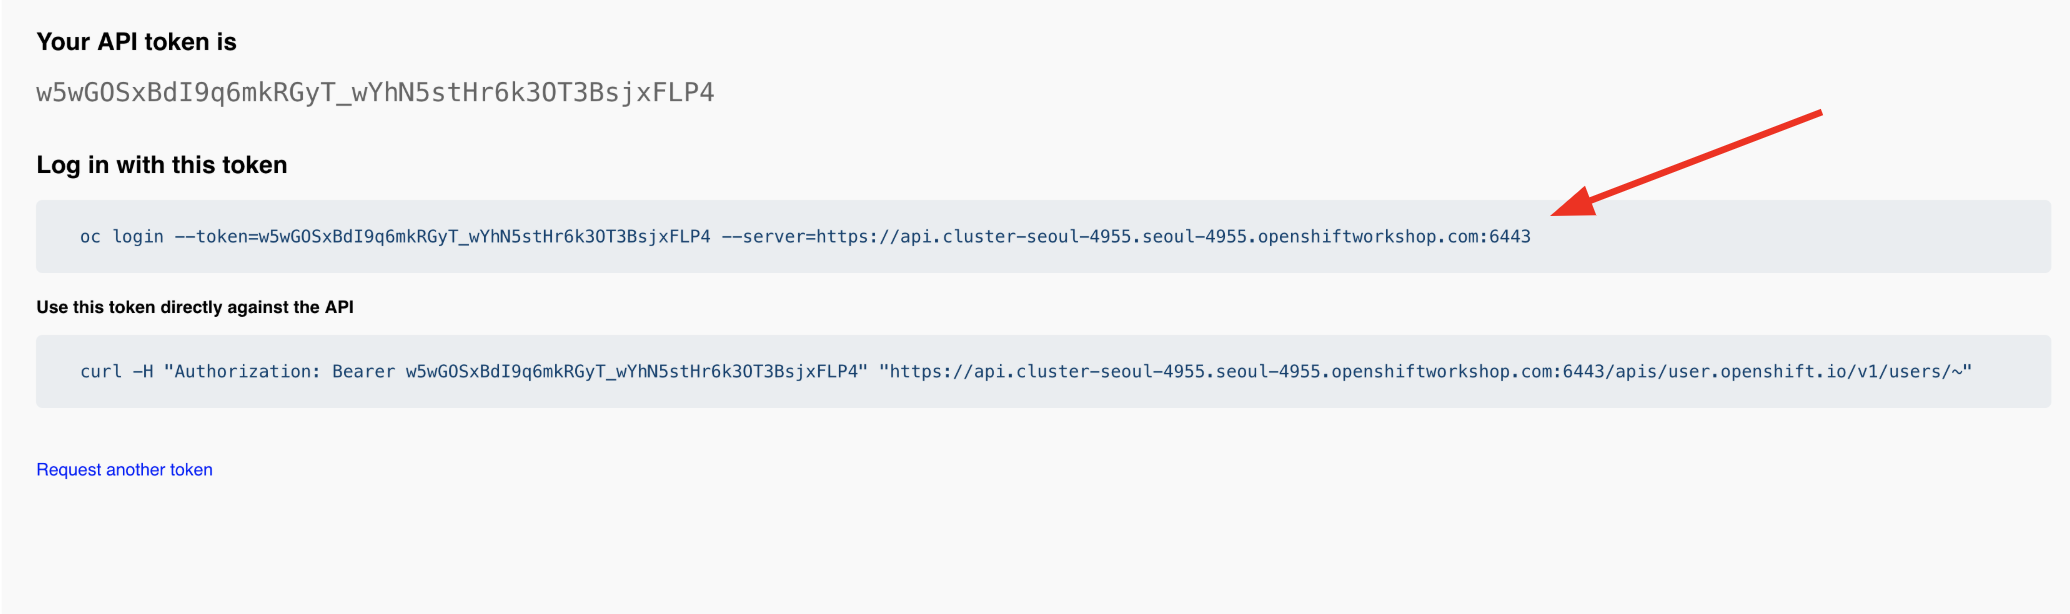 Your API token is
w5wGOSxBdI9q6mkRGyT_wYhN5stHr6k3OT3BsjxFLP4
Log in with this token
oc login --token=w5wGOSxBdI9q6mkRGyT_wYhN5stHr6k3OT3BsjxFLP4 --server=https://api.cluster-seoul-4955.seoul-4955.openshiftworkshop.com:6443
Use this token directly against the API
curl -H "Authorization: Bearer w5wGOSxBdI9q6mkRGyT_wYhN5stHr6k3OT3BsjxFLP4" "https://api.cluster-seoul-4955.seoul-4955.openshiftworkshop.com:6443/apis/user.openshift.io/v1/users/~"
Request another token